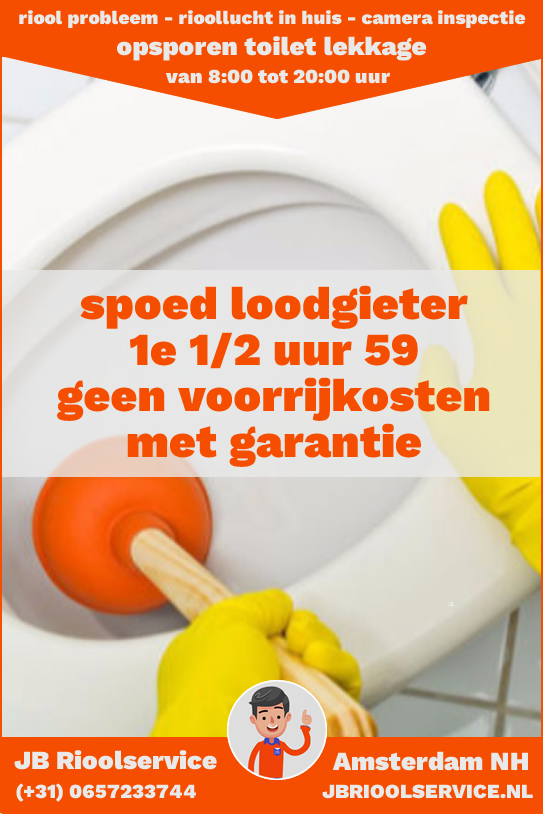 riool probleem - rioollucht in huis - camera inspectie
opsporen toilet lekkage
van 8:00 tot 20:00 uur
spoed loodgieter
1e 1/2 uur 59
geen voorrijkosten
met garantie
JB Rioolservice
Amsterdam NH
(+31) 0657233744
JBRIOOLSERVICE.NL